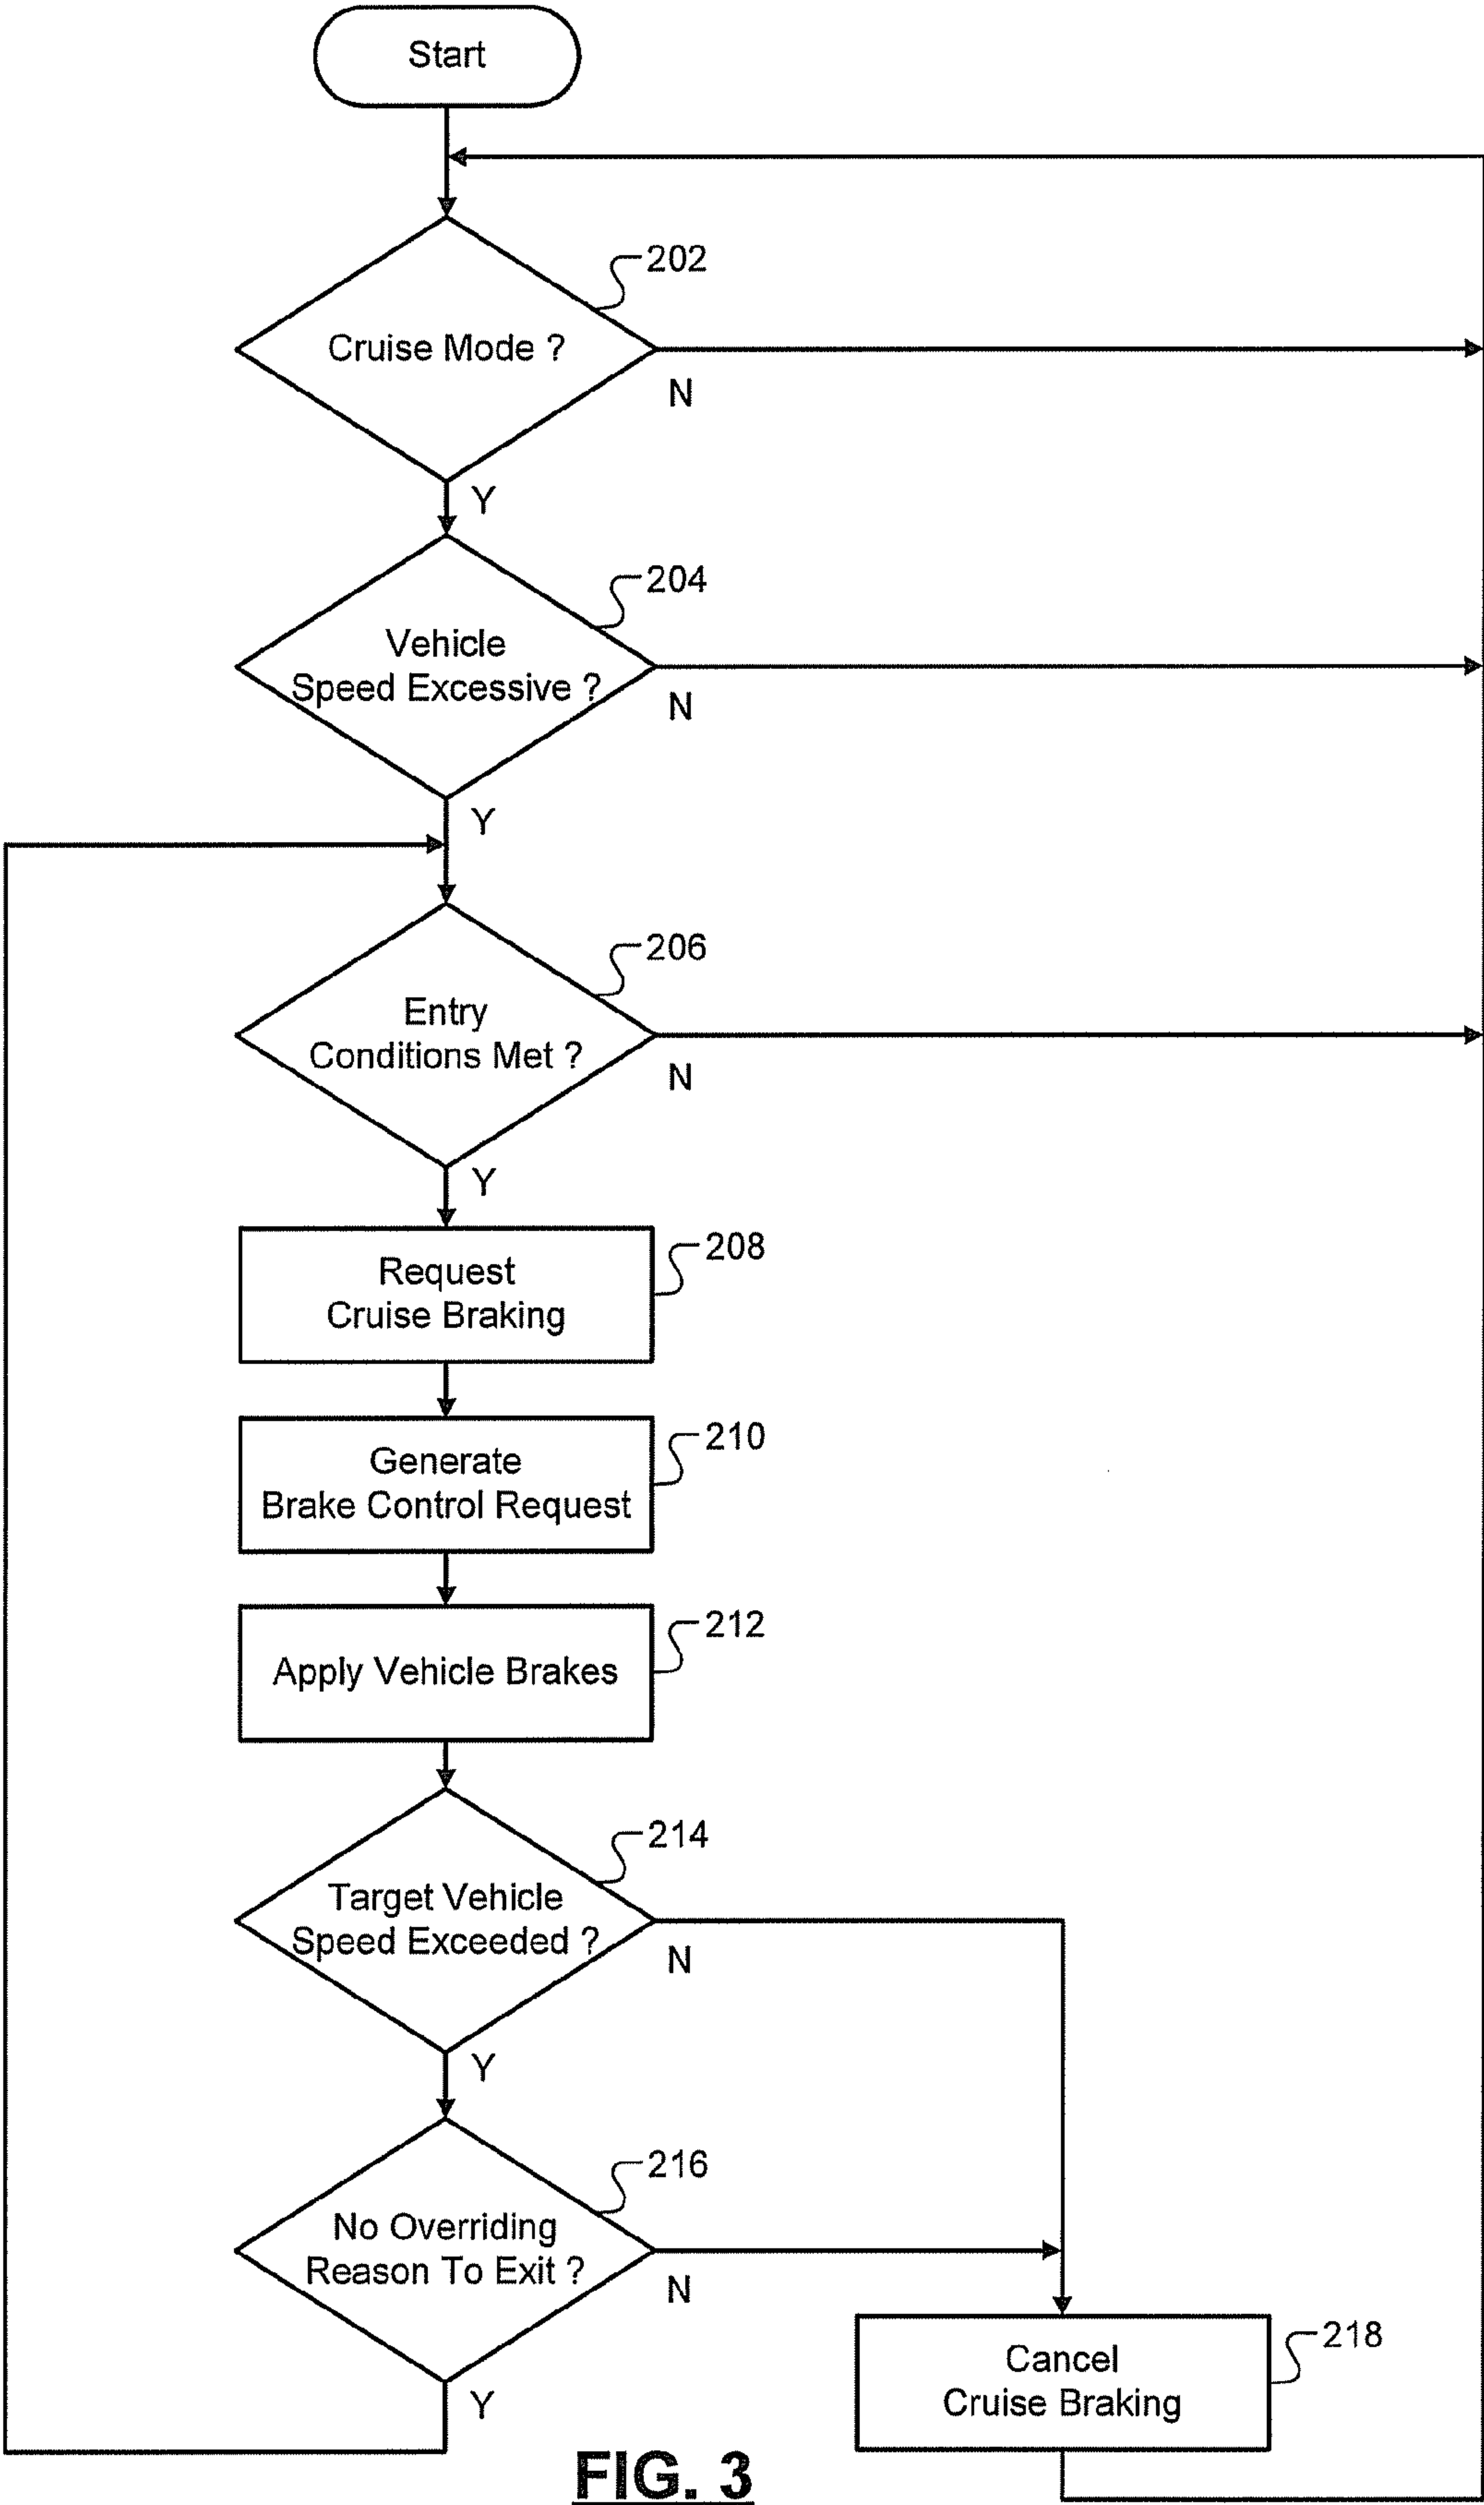 Start
202
Cruise Mode ?
N
Y
204
Vehicle
Speed Excessive ?
N
Y
206
Entry
Conditions Met ?
N
Y
208
Request
Cruise Braking
210
Generate
Brake Control Request
212
Apply Vehicle Brakes
214
Target Vehicle
Speed Exceeded ?
N
Y
216
No Overriding
Reason To Exit ?
N
Y
218
Cancel
Cruise Braking
FIG. 3